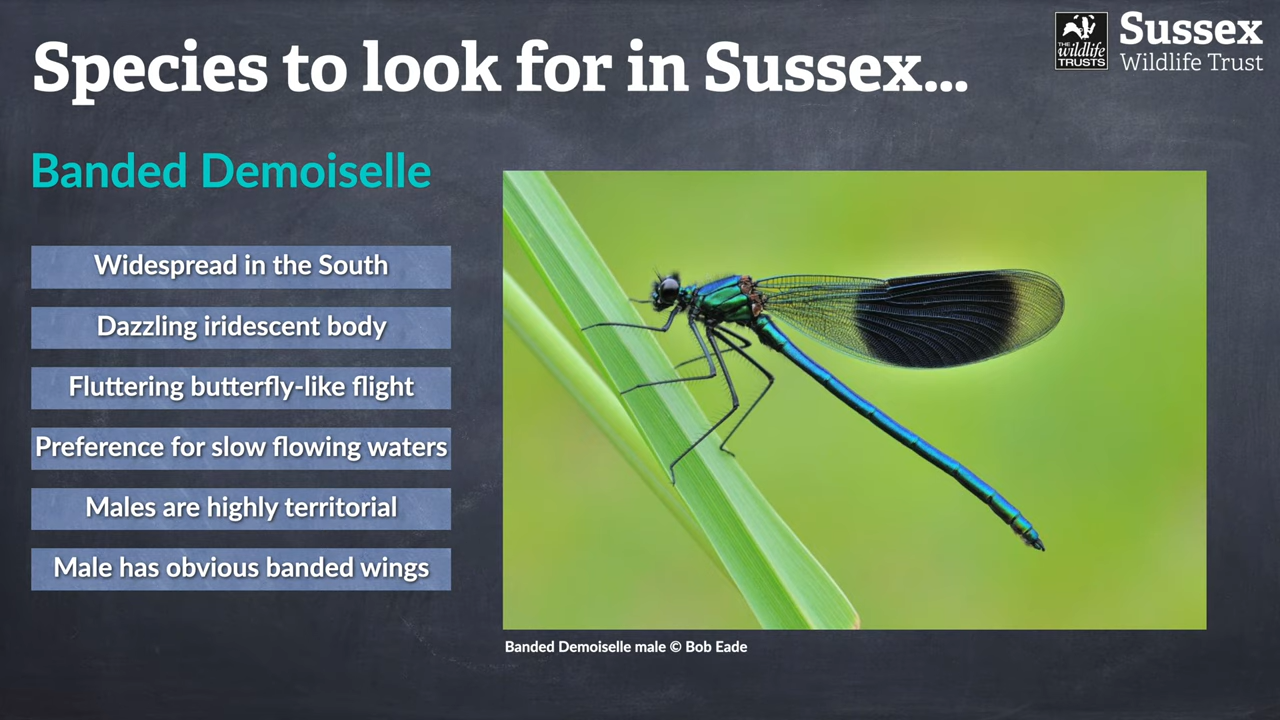 Species to look for in Sussex...
THE
wildlife
TRUSTS
Sussex
Wildlife Trust
Banded Demoiselle
Widespread in the South
Dazzling iridescent body
Fluttering butterfly-like flight
Preference for slow flowing waters
Males are highly territorial
Male has obvious banded wings
Banded Demoiselle male © Bob Eade